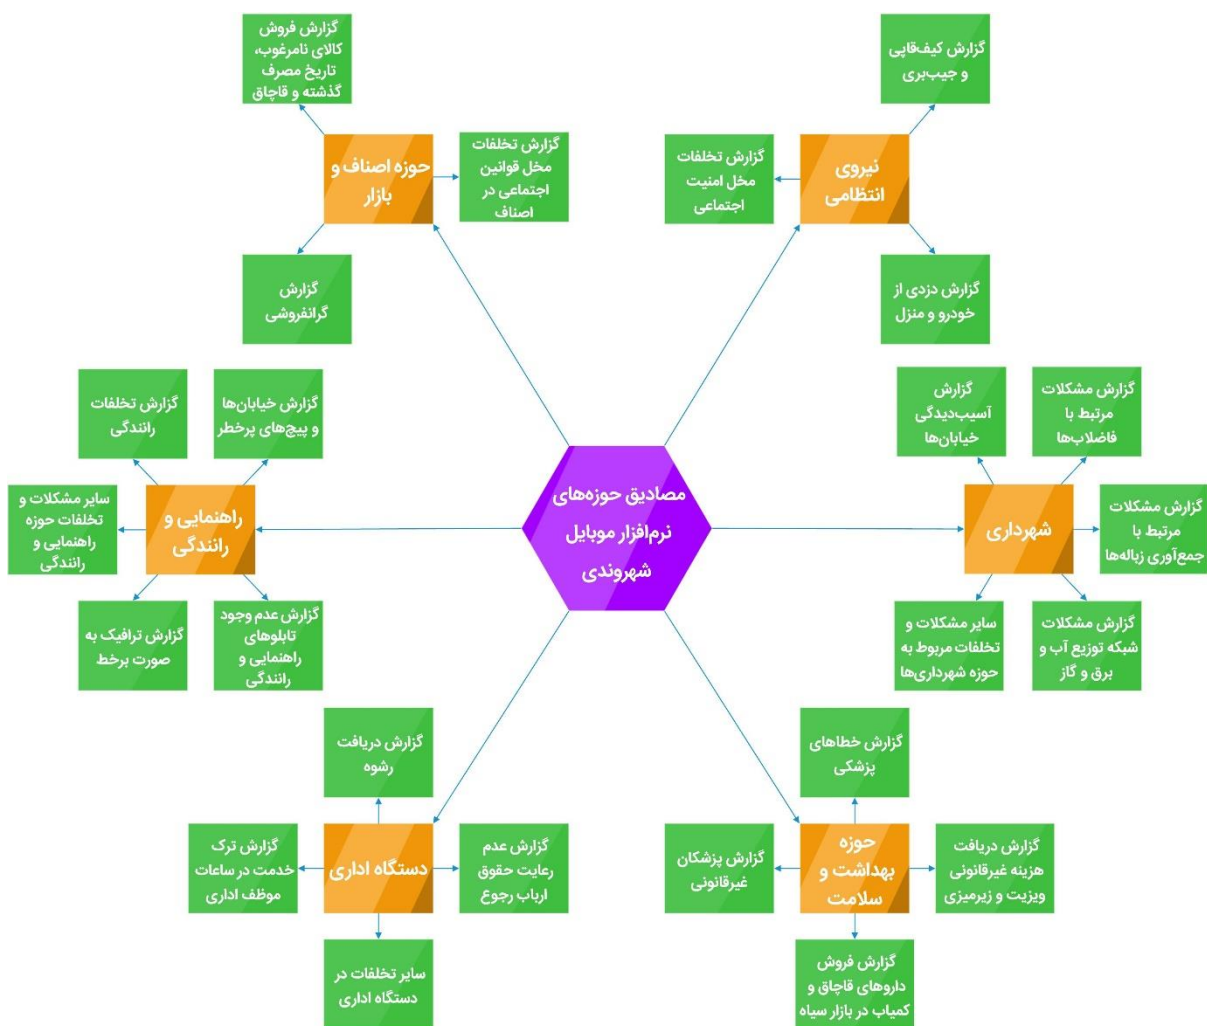 مصادیق حوزه‌های
نرم‌افزار موبایل
شهروندی
نیروی
انتظامی
گزارش کیف‌قاپی
و جیب‌بری
گزارش تخلفات
مخل امنیت
اجتماعی
گزارش دزدی از
خودرو و منزل
حوزه اصناف و
بازار
گزارش فروش
کالای نامرغوب،
تاریخ مصرف
گذشته و قاچاق
گزارش تخلفات
مخل قوانین
اجتماعی در
اصناف
گزارش
گرانفروشی
شهرداری
گزارش مشکلات
مرتبط با
فاضلاب‌ها
گزارش
آسیب‌دیدگی
خیابان‌ها
گزارش مشکلات
مرتبط با
جمع‌آوری زباله‌ها
گزارش مشکلات
شبکه توزیع آب و
برق و گاز
سایر مشکلات و
تخلفات مربوط به
حوزه شهرداری‌ها
راهنمایی و
رانندگی
گزارش خیابان‌ها
و پیچ‌های پرخطر
گزارش تخلفات
رانندگی
سایر مشکلات و
تخلفات حوزه
راهنمایی و
رانندگی
گزارش عدم وجود
تابلوهای
راهنمایی و
رانندگی
گزارش ترافیک به
صورت برخط
حوزه
بهداشت و
سلامت
گزارش خطاهای
پزشکی
گزارش دریافت
هزینه غیرقانونی
ویزیت و زیرمیزی
گزارش پزشکان
غیرقانونی
گزارش فروش
داروهای قاچاق و
کمیاب در بازار سیاه
دستگاه اداری
گزارش دریافت
رشوه
گزارش عدم
رعایت حقوق
ارباب رجوع
گزارش ترک
خدمت در ساعات
موظف اداری
سایر تخلفات در
دستگاه اداری